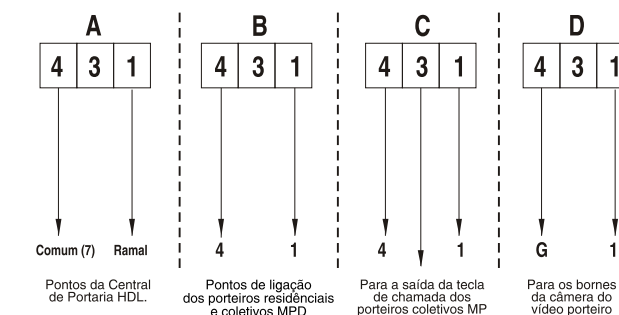 A B C D
4 3 1 4 3 1 4 3 1 4 3 1
Comum (7) Ramal 4 1 4 1 G 1
Pontos da Central
de Portaria HDL.
Pontos de ligação
dos porteiros residênciais
e coletivos MPD
Para a saída da tecla
de chamada dos
porteiros coletivos MP
Para os bornes
da câmera do
vídeo porteiro